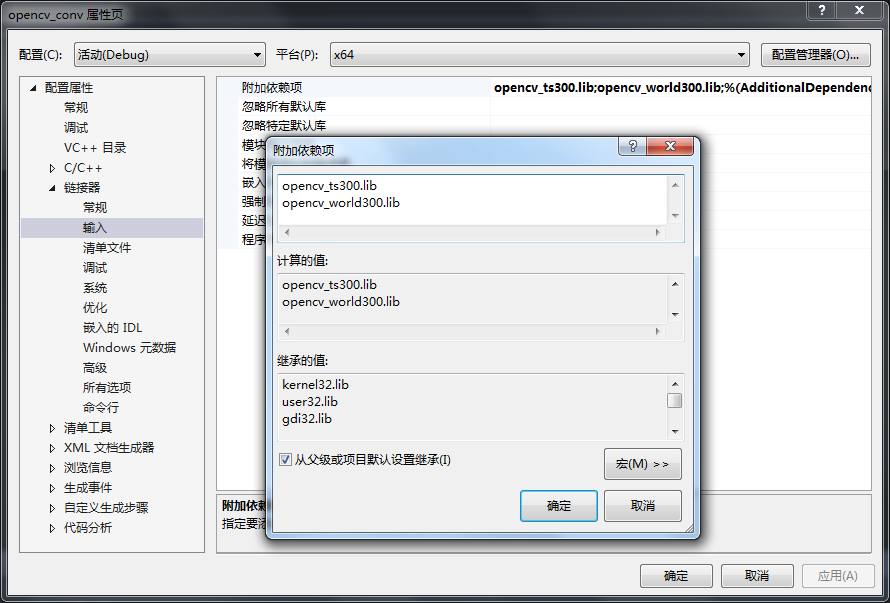 opencv_conv 属性页
配置(C): 活动(Debug) 平台(P): x64 配置管理器(O)...
配置属性
常规
调试
VC++ 目录
C/C++
链接器
常规
输入
清单文件
调试
系统
优化
嵌入的 IDL
Windows 元数据
高级
所有选项
命令行
清单工具
XML 文档生成器
浏览信息
生成事件
自定义生成步骤
代码分析
附加依赖项 opencv_ts300.lib;opencv_world300.lib;%(AdditionalDependenc
忽略所有默认库
忽略特定默认库
模块
将模
嵌入
强制
延迟
程序
附加依赖
指定要添
附加依赖项
opencv_ts300.lib
opencv_world300.lib
计算的值:
opencv_ts300.lib
opencv_world300.lib
继承的值:
kernel32.lib
user32.lib
gdi32.lib
从父级或项目默认设置继承(I)
宏(M) >>
确定 取消
确定 取消 应用(A)